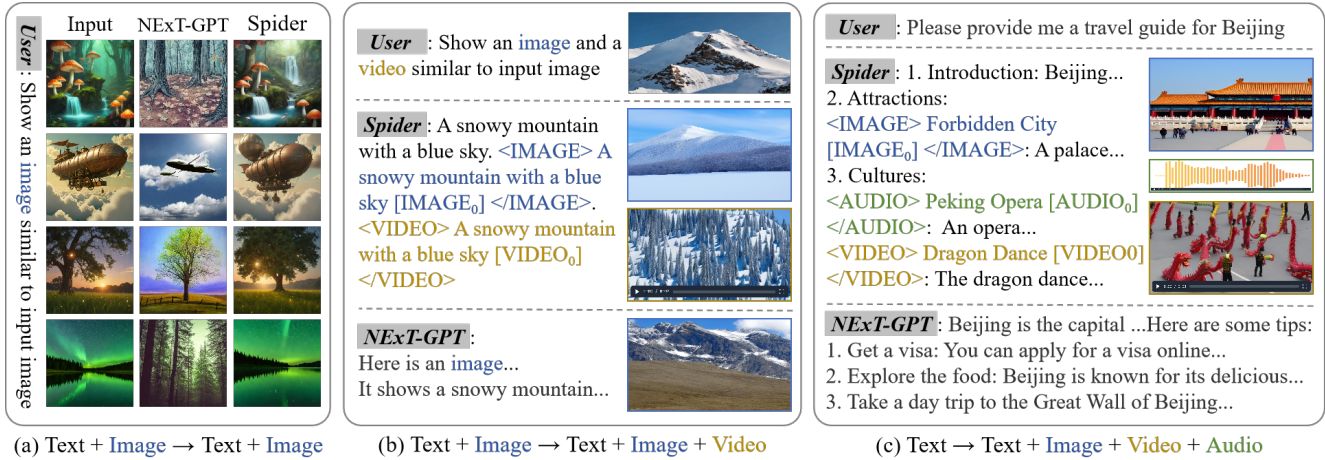 Input NExT-GPT Spider
User: Show an image similar to input image
(a) Text + Image → Text + Image
User: Show an image and a
video similar to input image
Spider: A snowy mountain
with a blue sky. <IMAGE> A
snowy mountain with a blue
sky [IMAGE₀] </IMAGE>.
<VIDEO> A snowy mountain
with a blue sky [VIDEO₀]
</VIDEO>
NExT-GPT:
Here is an image...
It shows a snowy mountain...
(b) Text + Image → Text + Image + Video
User: Please provide me a travel guide for Beijing
Spider: 1. Introduction: Beijing...
2. Attractions:
<IMAGE> Forbidden City
[IMAGE₀] </IMAGE>: A palace...
3. Cultures:
<AUDIO> Peking Opera [AUDIO₀]
</AUDIO>: An opera...
<VIDEO> Dragon Dance [VIDEO0]
</VIDEO>: The dragon dance...
NExT-GPT: Beijing is the capital ...Here are some tips:
1. Get a visa: You can apply for a visa online...
2. Explore the food: Beijing is known for its delicious...
3. Take a day trip to the Great Wall of Beijing...
(c) Text → Text + Image + Video + Audio